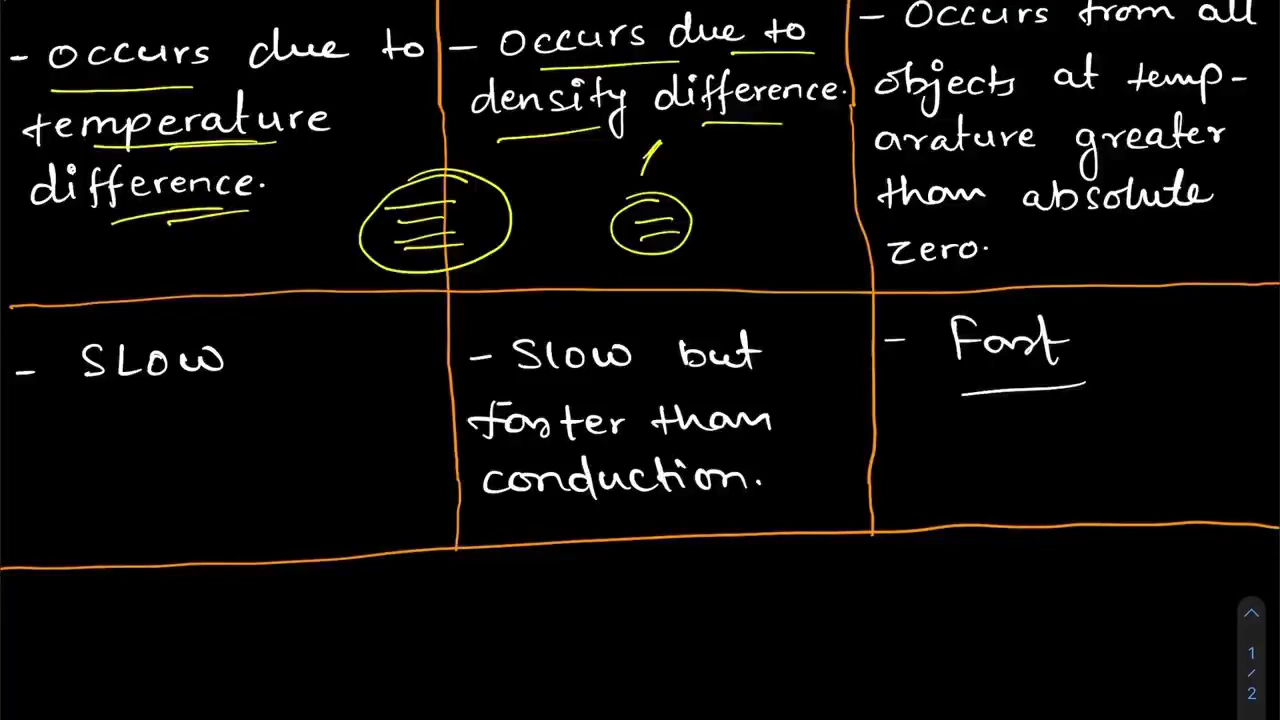 - Occurs due to
temperature
difference.
- Occurs due to
density difference.
- Occurs from all
objects at temp-
arature greater
than absolute
zero.
- SLOW
- Slow but
faster than
conduction.
- Fast
1
/
2